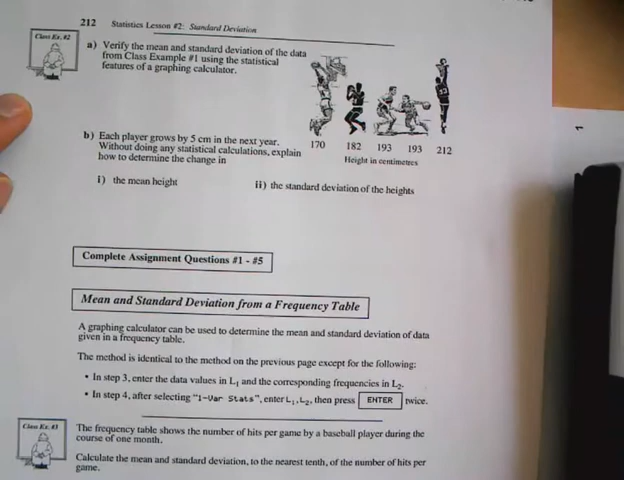 212 Statistics Lesson #2: Standard Deviation
Class Ex. #2
a) Verify the mean and standard deviation of the data
from Class Example #1 using the statistical
features of a graphing calculator.
b) Each player grows by 5 cm in the next year.
Without doing any statistical calculations, explain
how to determine the change in
170 182 193 193 212
Height in centimetres
i) the mean height ii) the standard deviation of the heights
Complete Assignment Questions #1 - #5
Mean and Standard Deviation from a Frequency Table
A graphing calculator can be used to determine the mean and standard deviation of data
given in a frequency table.
The method is identical to the method on the previous page except for the following:
• In step 3, enter the data values in L₁ and the corresponding frequencies in L₂.
• In step 4, after selecting "1-Var Stats", enter L₁,L₂, then press ENTER twice.
Class Ex. #3
The frequency table shows the number of hits per game by a baseball player during the
course of one month.
Calculate the mean and standard deviation, to the nearest tenth, of the number of hits per
game.